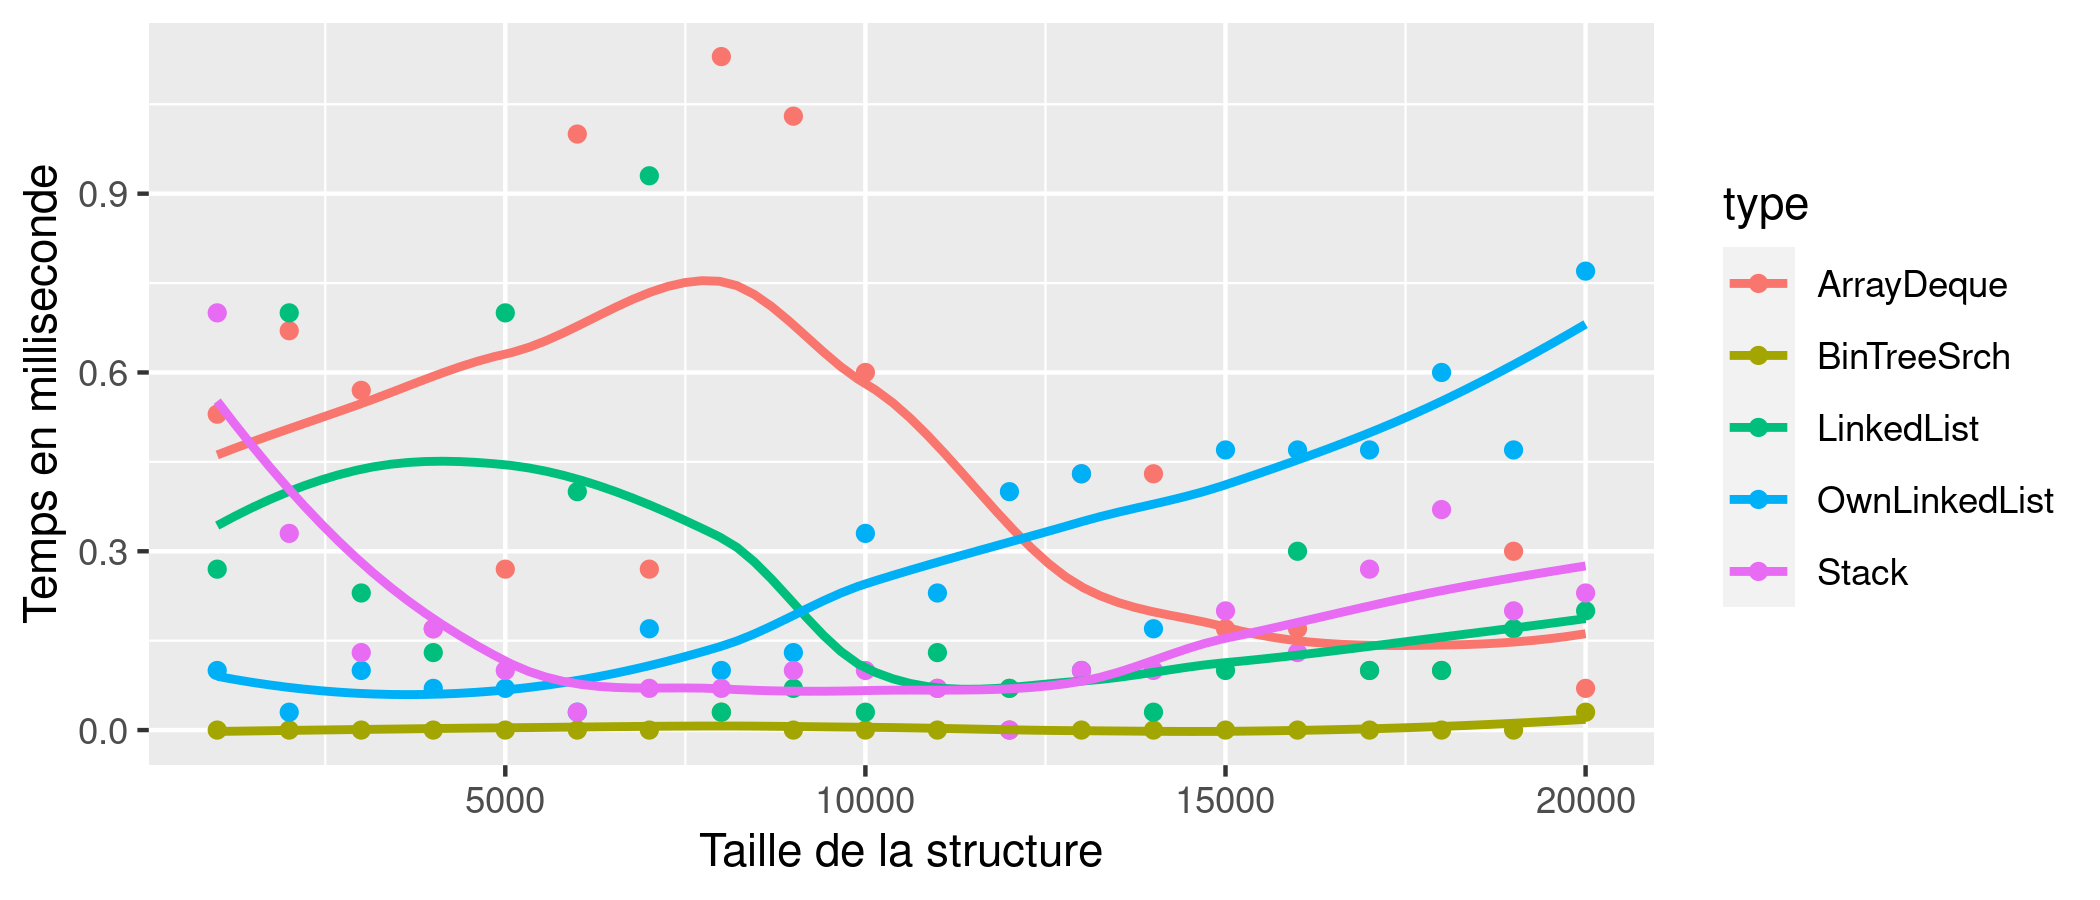 Temps en milliseconde
0.9
0.6
0.3
0.0
5000 10000 15000 20000
Taille de la structure
type
ArrayDeque
BinTreeSrch
LinkedList
OwnLinkedList
Stack